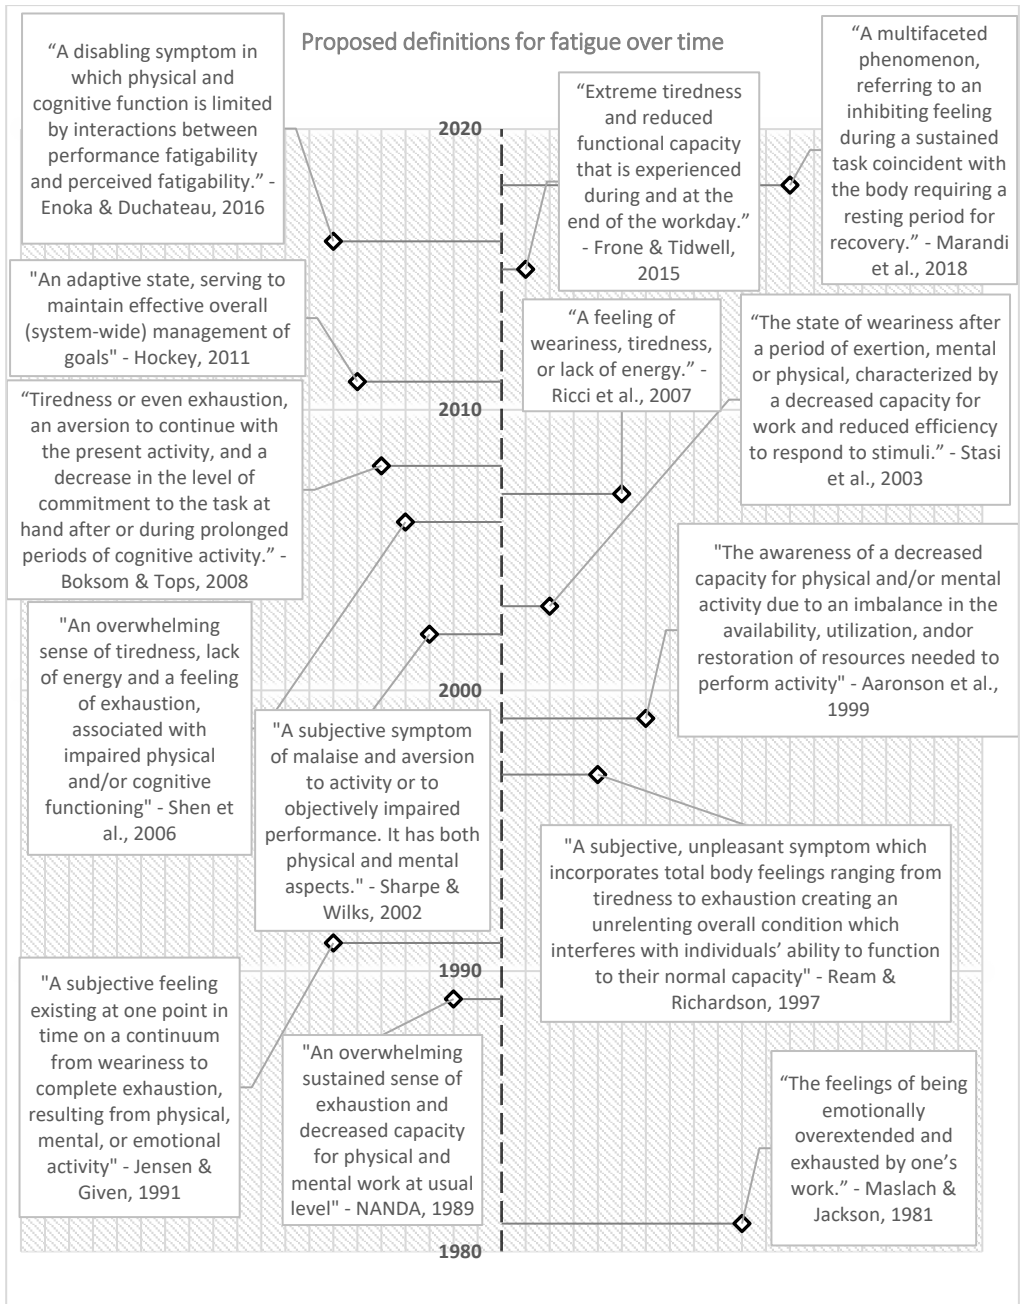 Proposed definitions for fatigue over time
“A disabling symptom in
which physical and
cognitive function is limited
by interactions between
performance fatigability
and perceived fatigability.” -
Enoka & Duchateau, 2016
“Extreme tiredness
and reduced
functional capacity
that is experienced
during and at the
end of the workday.”
- Frone & Tidwell,
2015
“A multifaceted
phenomenon,
referring to an
inhibiting feeling
during a sustained
task coincident with
the body requiring a
resting period for
recovery.” - Marandi
et al., 2018
2020
"An adaptive state, serving to
maintain effective overall
(system-wide) management of
goals" - Hockey, 2011
“A feeling of
weariness, tiredness,
or lack of energy.” -
Ricci et al., 2007
“The state of weariness after
a period of exertion, mental
or physical, characterized by
a decreased capacity for
work and reduced efficiency
to respond to stimuli.” - Stasi
et al., 2003
2010
“Tiredness or even exhaustion,
an aversion to continue with
the present activity, and a
decrease in the level of
commitment to the task at
hand after or during prolonged
periods of cognitive activity.” -
Boksom & Tops, 2008
"The awareness of a decreased
capacity for physical and/or mental
activity due to an imbalance in the
availability, utilization, andor
restoration of resources needed to
perform activity" - Aaronson et al.,
1999
"An overwhelming
sense of tiredness, lack
of energy and a feeling
of exhaustion,
associated with
impaired physical
and/or cognitive
functioning" - Shen et
al., 2006
2000
"A subjective symptom
of malaise and aversion
to activity or to
objectively impaired
performance. It has both
physical and mental
aspects." - Sharpe &
Wilks, 2002
"A subjective, unpleasant symptom which
incorporates total body feelings ranging from
tiredness to exhaustion creating an
unrelenting overall condition which
interferes with individuals’ ability to function
to their normal capacity" - Ream &
Richardson, 1997
1990
"A subjective feeling
existing at one point in
time on a continuum
from weariness to
complete exhaustion,
resulting from physical,
mental, or emotional
activity" - Jensen &
Given, 1991
"An overwhelming
sustained sense of
exhaustion and
decreased capacity
for physical and
mental work at usual
level" - NANDA, 1989
“The feelings of being
emotionally
overextended and
exhausted by one’s
work.” - Maslach &
Jackson, 1981
1980